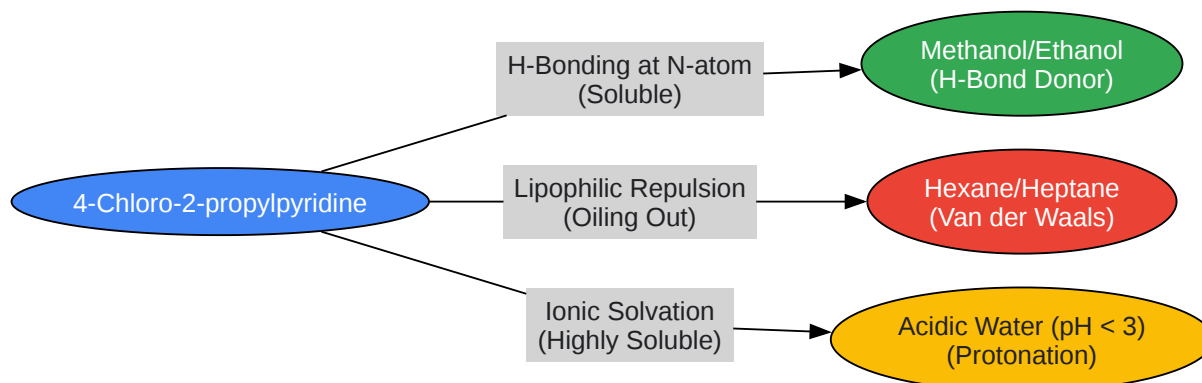 4-Chloro-2-propylpyridine
H-Bonding at N-atom
(Soluble)
Methanol/Ethanol
(H-Bond Donor)
Lipophilic Repulsion
(Oiling Out)
Hexane/Heptane
(Van der Waals)
Ionic Solvation
(Highly Soluble)
Acidic Water (pH < 3)
(Protonation)